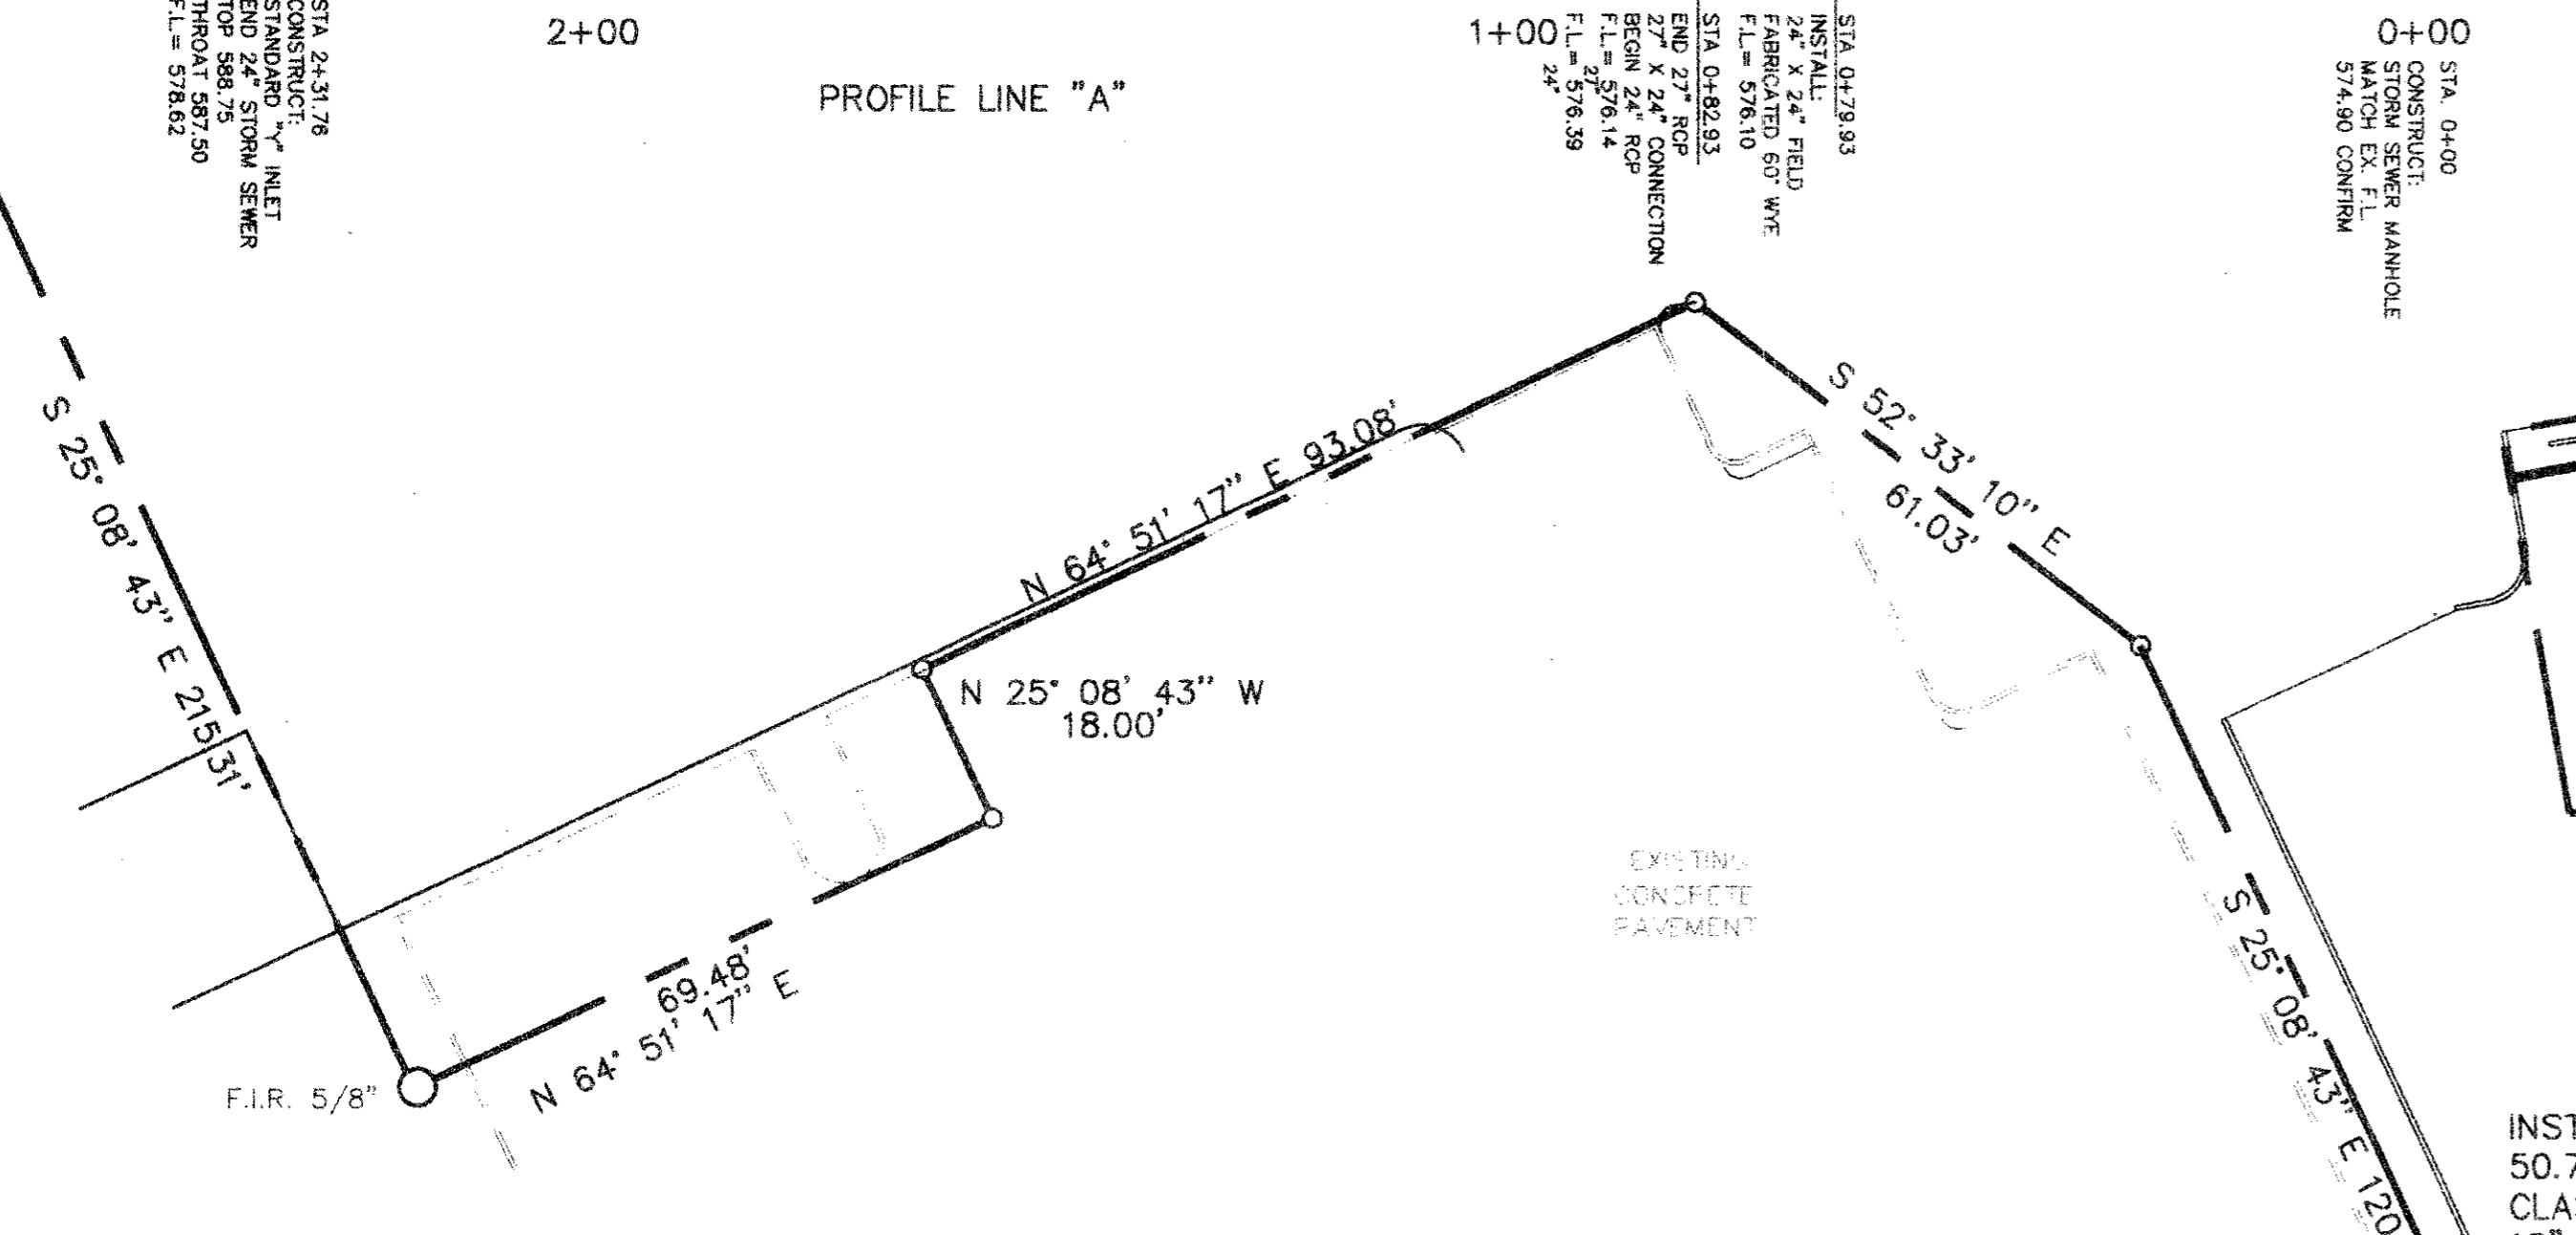 STA 2+31.76
CONSTRUCT:
STANDARD "Y" INLET
END 24" STORM SEWER
TOP 588.75
THROAT 587.50
F.L.= 578.62
2+00
PROFILE LINE "A"
1+00
STA 0+79.93
INSTALL:
24" X 24" FIELD
FABRICATED 60° WYE
F.L.= 576.10
STA 0+82.93
END 27" RCP
27" X 24" CONNECTION
BEGIN 24" RCP
F.L.= 576.14
27"
F.L.= 576.39
24"
0+00
STA. 0+00
CONSTRUCT:
STORM SEWER MANHOLE
MATCH EX. F.L.
574.90 CONFIRM
S 25° 08' 43" E 215.31'
N 64° 51' 17" E 93.08'
S 52° 33' 10" E
61.03'
N 25° 08' 43" W
18.00'
EXISTING
CONCRETE
PAVEMENT
69.48'
N 64° 51' 17" E
F.I.R. 5/8"
S 25° 08' 43" E 120
INST
50.7
CLA